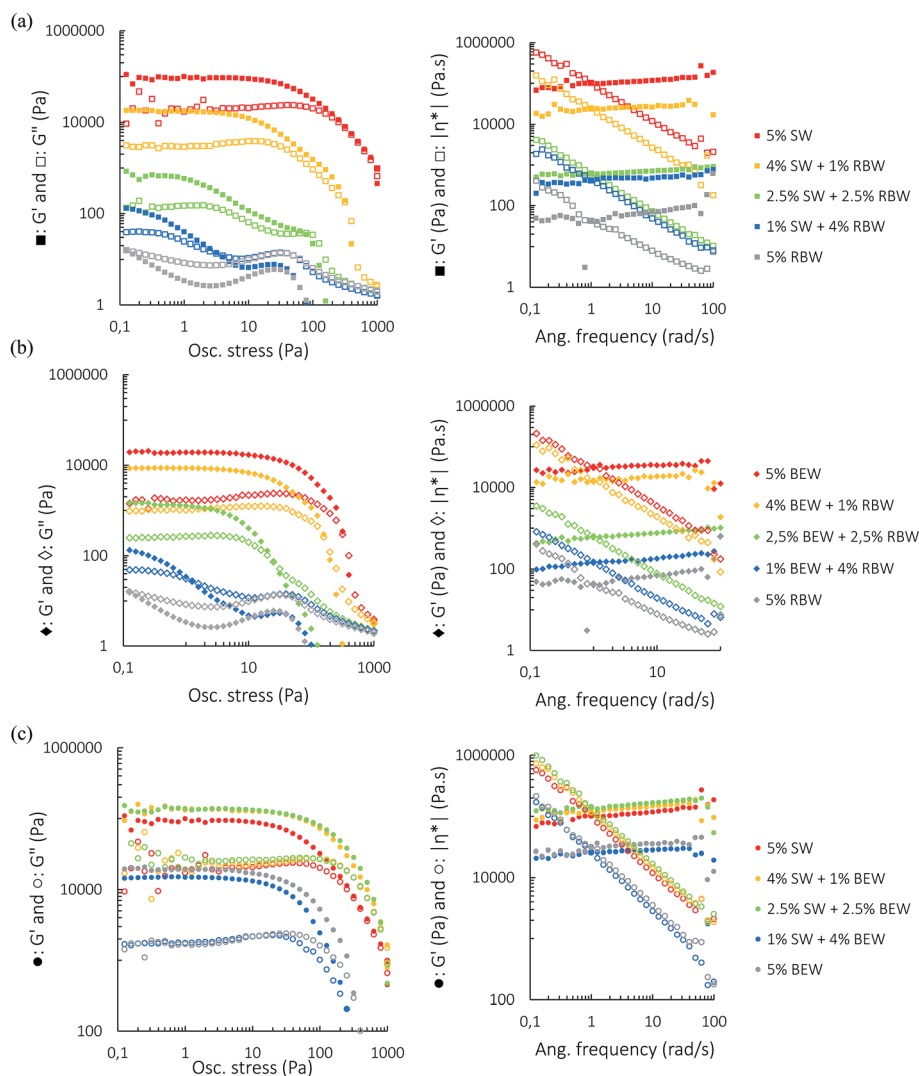 (a)
1000000
10000
100
1
■: G' and □: G" (Pa)
0,1 1 10 100 1000
Osc. stress (Pa)
1000000
10000
100
1
■: G' (Pa) and □: |η*| (Pa.s)
0,1 1 10 100
Ang. frequency (rad/s)
5% SW
4% SW + 1% RBW
2.5% SW + 2.5% RBW
1% SW + 4% RBW
5% RBW
(b)
1000000
10000
100
1
◆: G' and ◊: G" (Pa)
0,1 1 10 100 1000
Osc. stress (Pa)
1000000
10000
100
1
◆: G' (Pa) and ◊: |η*| (Pa.s)
0,1 1 10
Ang. frequency (rad/s)
5% BEW
4% BEW + 1% RBW
2,5% BEW + 2,5% RBW
1% BEW + 4% RBW
5% RBW
(c)
1000000
10000
100
●: G' and ○: G" (Pa)
0,1 1 10 100 1000
Osc. stress (Pa)
1000000
10000
100
●: G' (Pa) and ○: |η*| (Pa.s)
0,1 1 10 100
Ang. frequency (rad/s)
5% SW
4% SW + 1% BEW
2.5% SW + 2.5% BEW
1% SW + 4% BEW
5% BEW